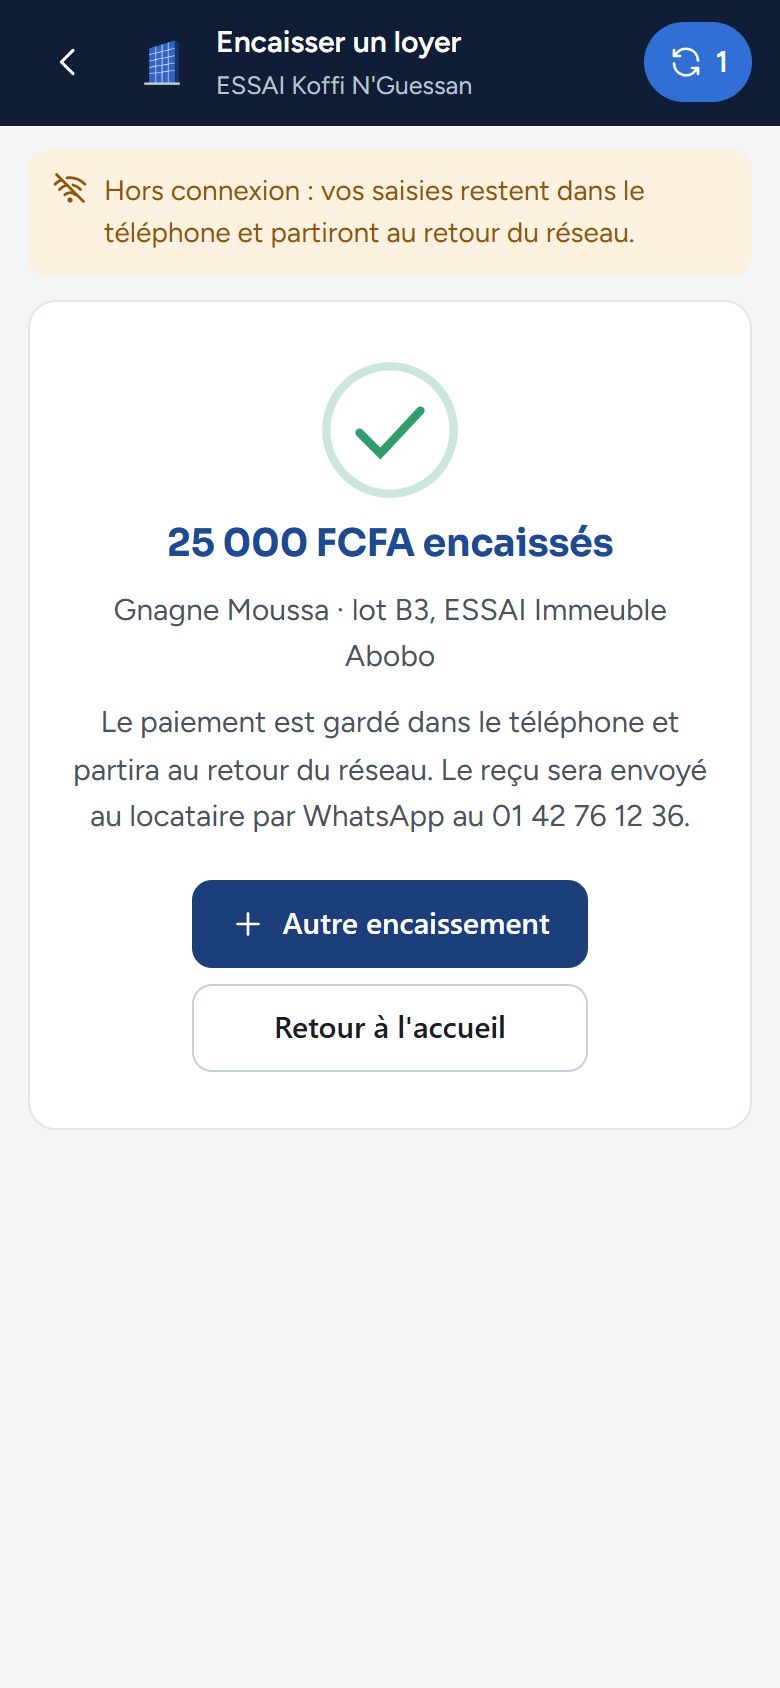 Encaisser un loyer
ESSAI Koffi N'Guessan
1
Hors connexion : vos saisies restent dans le
téléphone et partiront au retour du réseau.
25 000 FCFA encaissés
Gnagne Moussa · lot B3, ESSAI Immeuble
Abobo
Le paiement est gardé dans le téléphone et
partira au retour du réseau. Le reçu sera envoyé
au locataire par WhatsApp au 01 42 76 12 36.
Autre encaissement
Retour à l'accueil